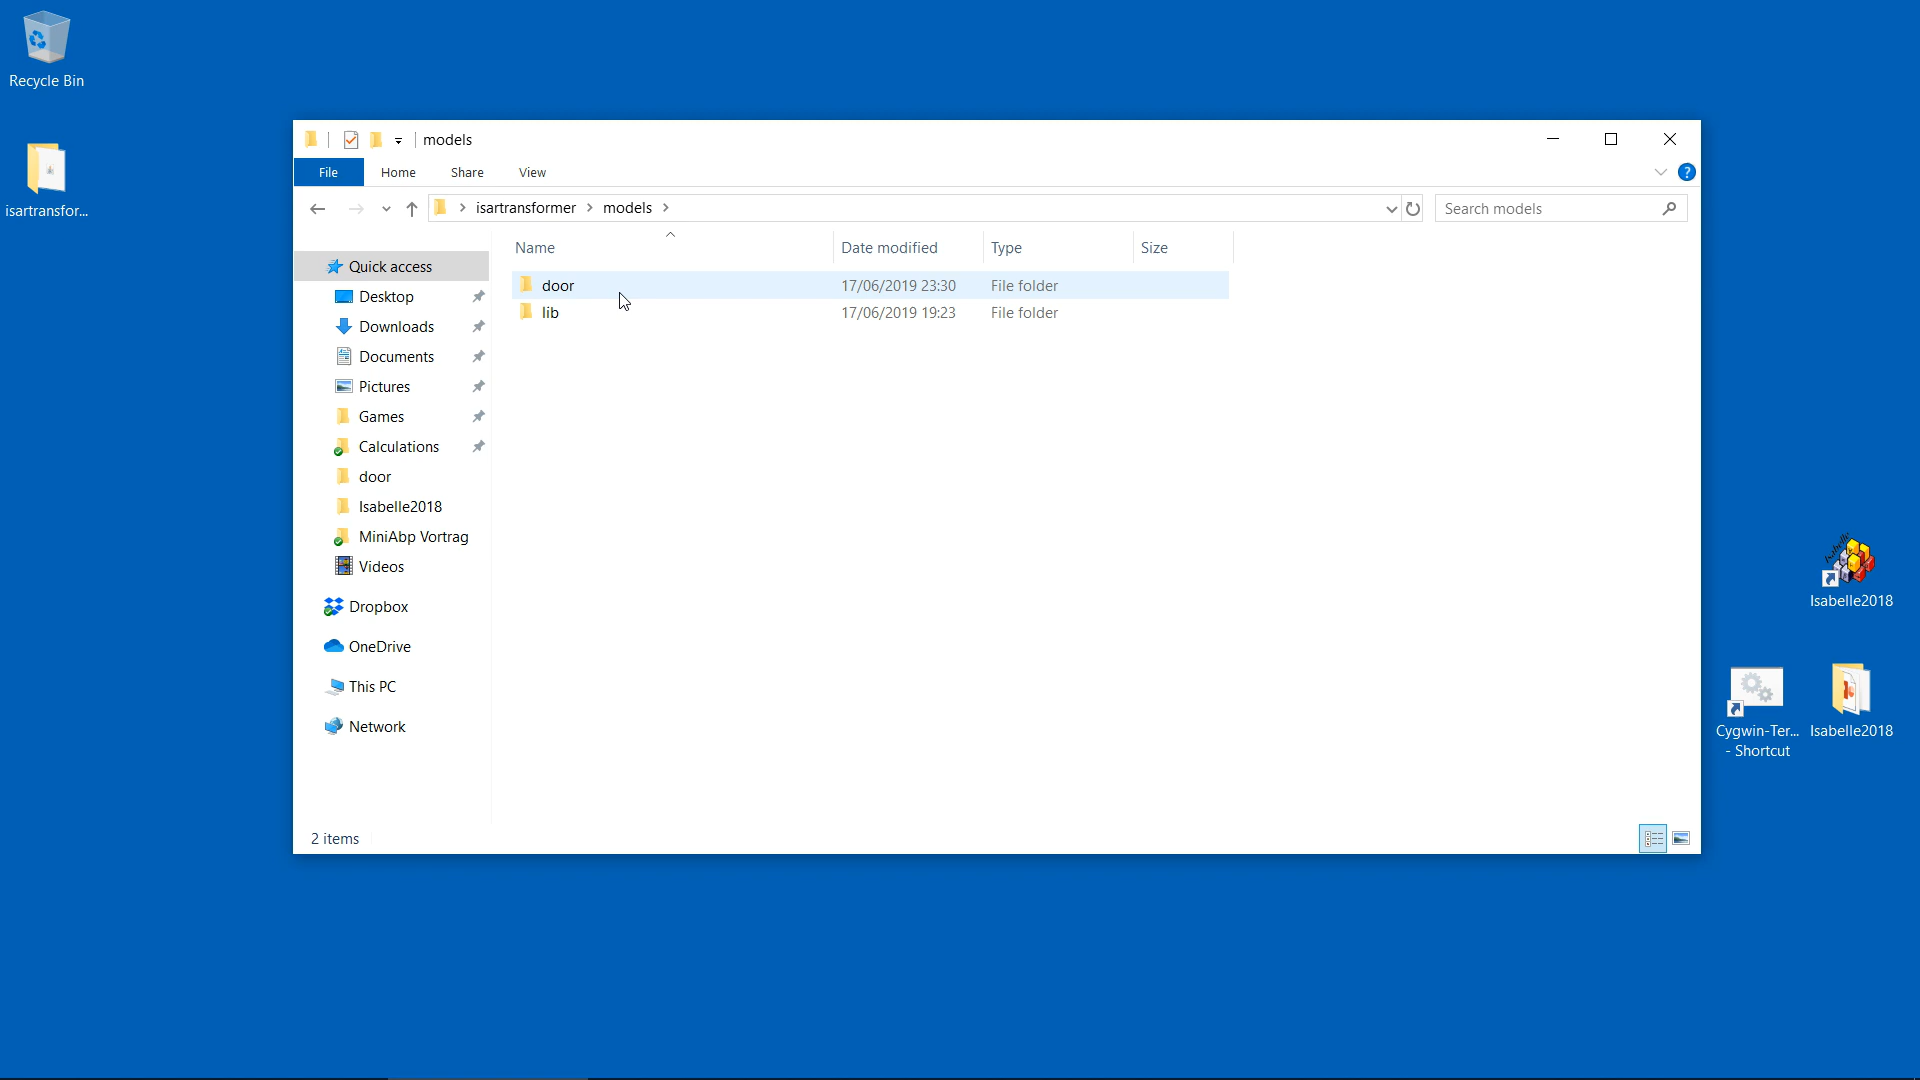 Recycle Bin
isartransfor...
models
File Home Share View
isartransformer models
Search models
Name Date modified Type Size
door 17/06/2019 23:30 File folder
lib 17/06/2019 19:23 File folder
Quick access
Desktop
Downloads
Documents
Pictures
Games
Calculations
door
Isabelle2018
MiniAbp Vortrag
Videos
Dropbox
OneDrive
This PC
Network
2 items
Isabelle
Isabelle2018
Cygwin-Ter...
- Shortcut
Isabelle2018